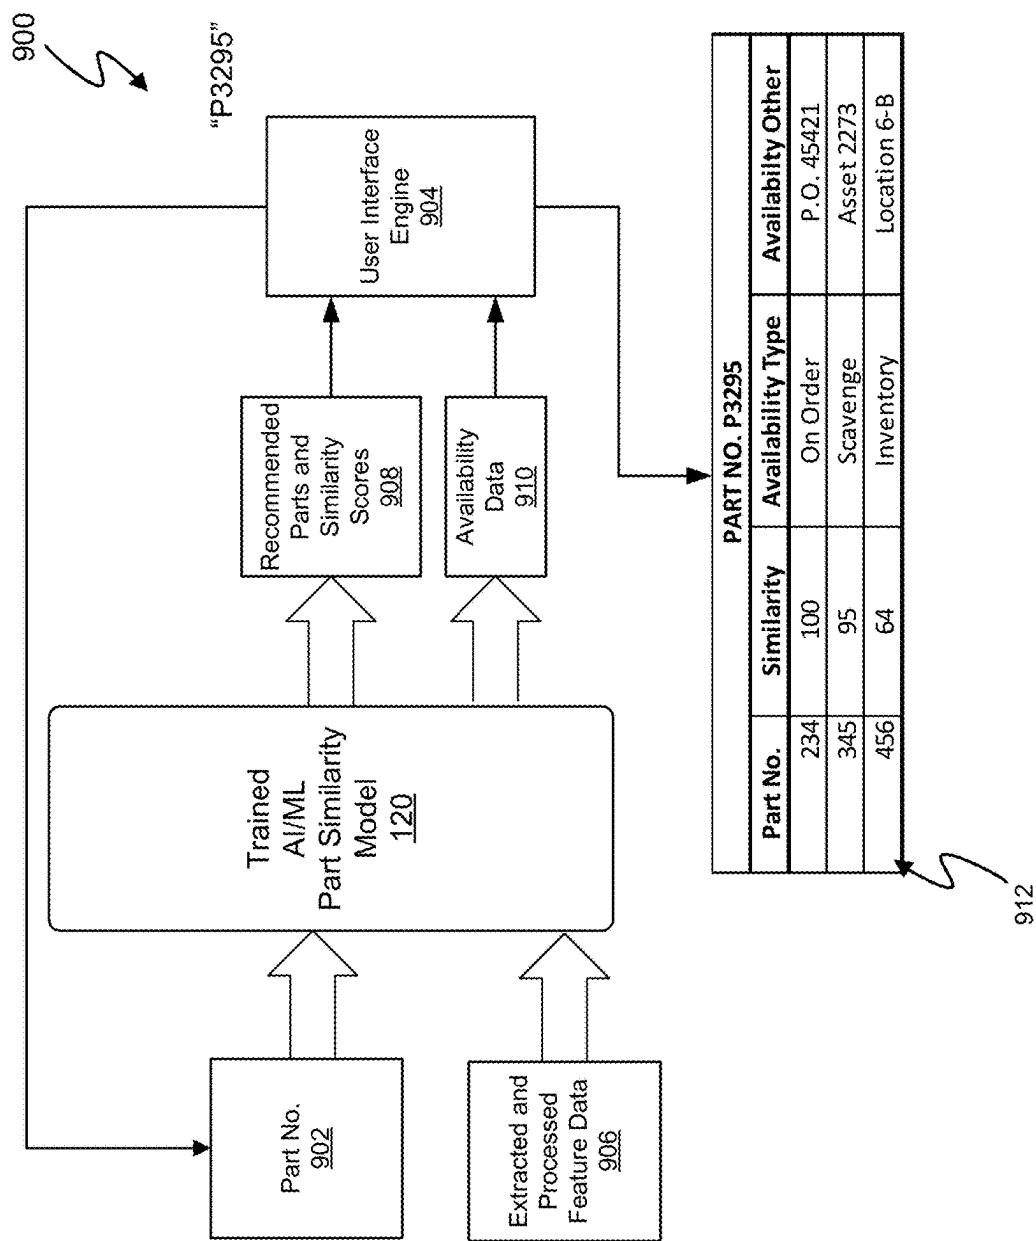 900
"P3295"
Part No.
902
Extracted and
Processed
Feature Data
906
Trained
AI/ML
Part Similarity
Model
120
Recommended
Parts and
Similarity
Scores
908
Availability
Data
910
User Interface
Engine
904
PART NO. P3295
Part No. Similarity Availability Type Availabilty Other
234 100 On Order P.O. 45421
345 95 Scavenge Asset 2273
456 64 Inventory Location 6-B
912